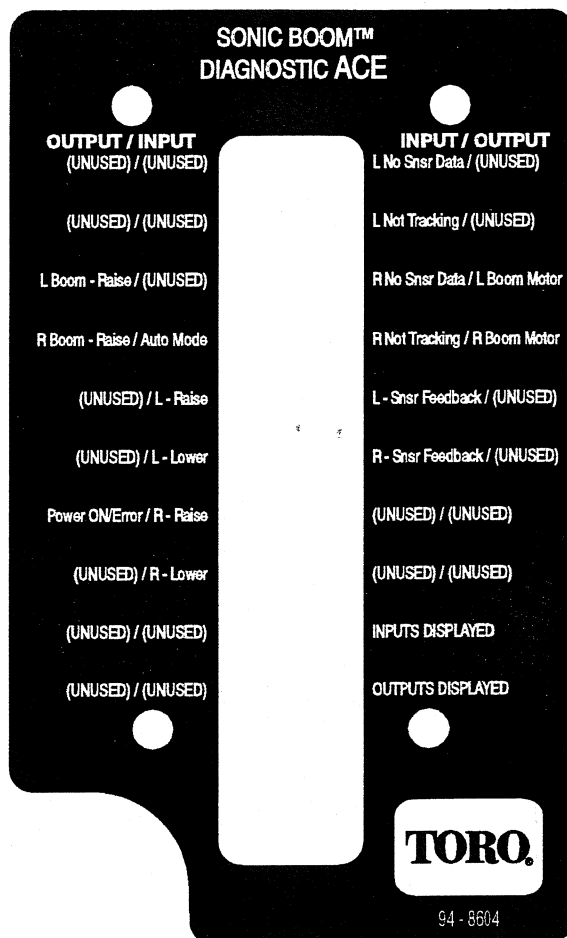 SONIC BOOM™
DIAGNOSTIC ACE
OUTPUT / INPUT
(UNUSED) / (UNUSED)
(UNUSED) / (UNUSED)
L Boom - Raise / (UNUSED)
R Boom - Raise / Auto Mode
(UNUSED) / L - Raise
(UNUSED) / L - Lower
Power ON/Error / R - Raise
(UNUSED) / R - Lower
(UNUSED) / (UNUSED)
(UNUSED) / (UNUSED)
INPUT / OUTPUT
L No Snsr Data / (UNUSED)
L Not Tracking / (UNUSED)
R No Snsr Data / L Boom Motor
R Not Tracking / R Boom Motor
L - Snsr Feedback / (UNUSED)
R - Snsr Feedback / (UNUSED)
(UNUSED) / (UNUSED)
(UNUSED) / (UNUSED)
INPUTS DISPLAYED
OUTPUTS DISPLAYED
TORO®
94 - 8604